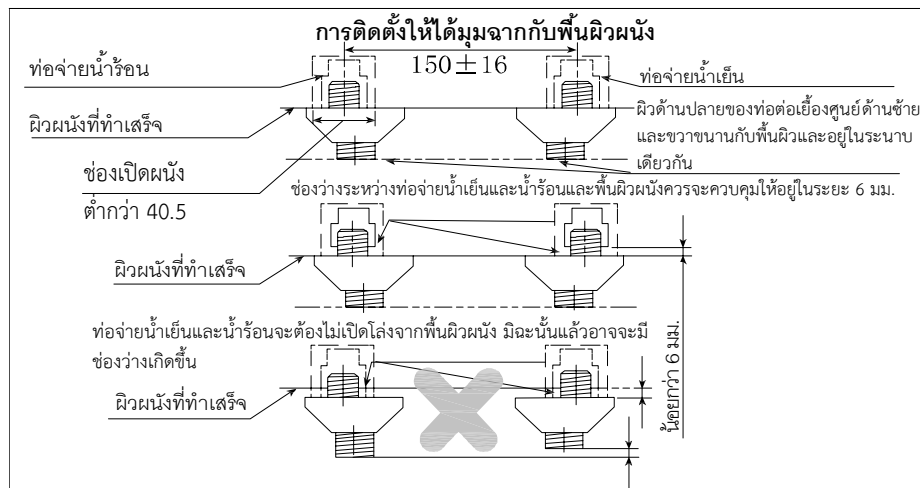 การติดตั้งให้ได้มุมฉากกับพื้นผิวผนัง
150±16
ท่อจ่ายน้ำร้อน
ท่อจ่ายน้ำเย็น
ผิวผนังที่ทำเสร็จ
ผิวด้านปลายของท่อต่อเยื้องศูนย์ด้านซ้าย
และขวาขนานกับพื้นผิวและอยู่ในระนาบ
เดียวกัน
ช่องเปิดผนัง
ต่ำกว่า 40.5
ช่องว่างระหว่างท่อจ่ายน้ำเย็นและน้ำร้อนและพื้นผิวผนังควรจะควบคุมให้อยู่ในระยะ 6 มม.
ผิวผนังที่ทำเสร็จ
ท่อจ่ายน้ำเย็นและน้ำร้อนจะต้องไม่เปิดโล่งจากพื้นผิวผนัง มิฉะนั้นแล้วอาจจะมี
ช่องว่างเกิดขึ้น
ผิวผนังที่ทำเสร็จ
น้อยกว่า 6 มม.